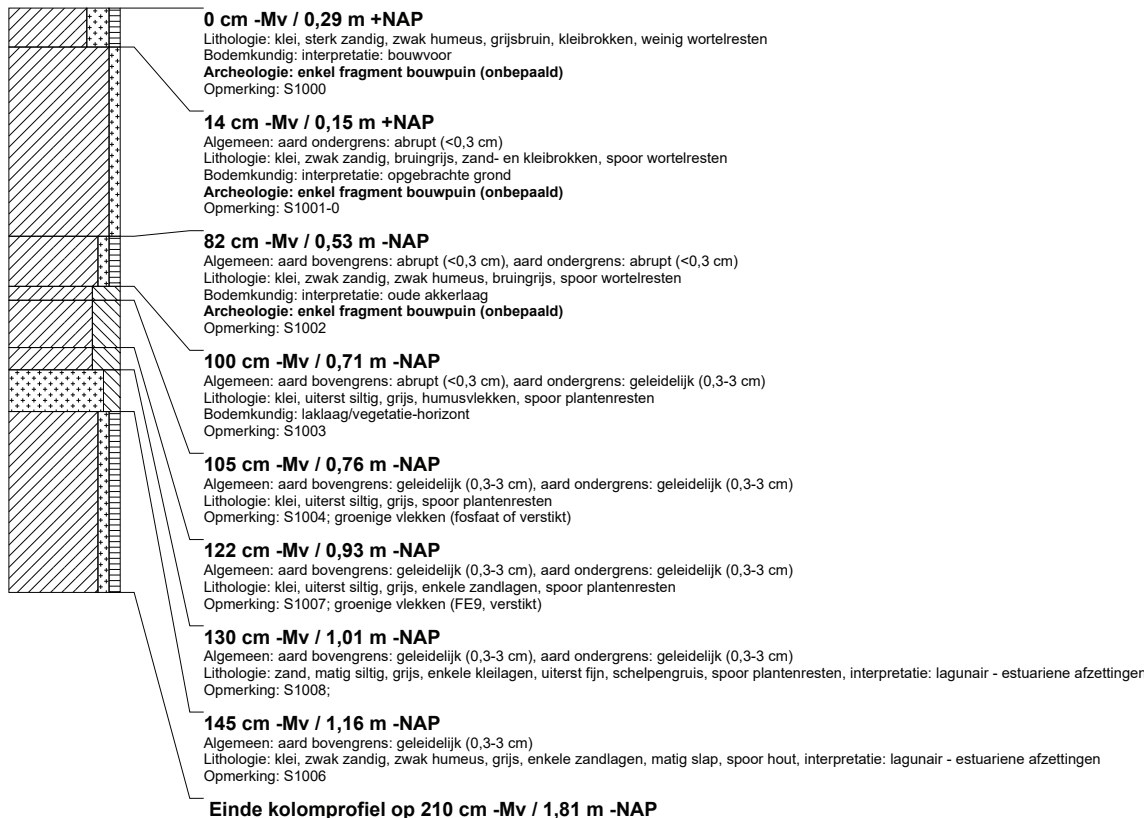 0 cm -Mv / 0,29 m +NAP
Lithologie: klei, sterk zandig, zwak humeus, grijsbruin, kleibrokken, weinig wortelresten
Bodemkundig: interpretatie: bouwvoor
Archeologie: enkel fragment bouwpuin (onbepaald)
Opmerking: S1000
14 cm -Mv / 0,15 m +NAP
Algemeen: aard ondergrens: abrupt (<0,3 cm)
Lithologie: klei, zwak zandig, bruingrijs, zand- en kleibrokken, spoor wortelresten
Bodemkundig: interpretatie: opgebrachte grond
Archeologie: enkel fragment bouwpuin (onbepaald)
Opmerking: S1001-0
82 cm -Mv / 0,53 m -NAP
Algemeen: aard bovengrens: abrupt (<0,3 cm), aard ondergrens: abrupt (<0,3 cm)
Lithologie: klei, zwak zandig, zwak humeus, bruingrijs, spoor wortelresten
Bodemkundig: interpretatie: oude akkerlaag
Archeologie: enkel fragment bouwpuin (onbepaald)
Opmerking: S1002
100 cm -Mv / 0,71 m -NAP
Algemeen: aard bovengrens: abrupt (<0,3 cm), aard ondergrens: geleidelijk (0,3-3 cm)
Lithologie: klei, uiterst siltig, grijs, humusvlekken, spoor plantenresten
Bodemkundig: laklaag/vegetatie-horizont
Opmerking: S1003
105 cm -Mv / 0,76 m -NAP
Algemeen: aard bovengrens: geleidelijk (0,3-3 cm), aard ondergrens: geleidelijk (0,3-3 cm)
Lithologie: klei, uiterst siltig, grijs, spoor plantenresten
Opmerking: S1004; groenige vlekken (fosfaat of verstikt)
122 cm -Mv / 0,93 m -NAP
Algemeen: aard bovengrens: geleidelijk (0,3-3 cm), aard ondergrens: geleidelijk (0,3-3 cm)
Lithologie: klei, uiterst siltig, grijs, enkele zandlagen, spoor plantenresten
Opmerking: S1007; groenige vlekken (FE9, verstikt)
130 cm -Mv / 1,01 m -NAP
Algemeen: aard bovengrens: geleidelijk (0,3-3 cm), aard ondergrens: geleidelijk (0,3-3 cm)
Lithologie: zand, matig siltig, grijs, enkele kleilagen, uiterst fijn, schelpengruis, spoor plantenresten, interpretatie: lagunair - estuariene afzettingen
Opmerking: S1008;
145 cm -Mv / 1,16 m -NAP
Algemeen: aard bovengrens: geleidelijk (0,3-3 cm)
Lithologie: klei, zwak zandig, zwak humeus, grijs, enkele zandlagen, matig slap, spoor hout, interpretatie: lagunair - estuariene afzettingen
Opmerking: S1006
Einde kolomprofiel op 210 cm -Mv / 1,81 m -NAP